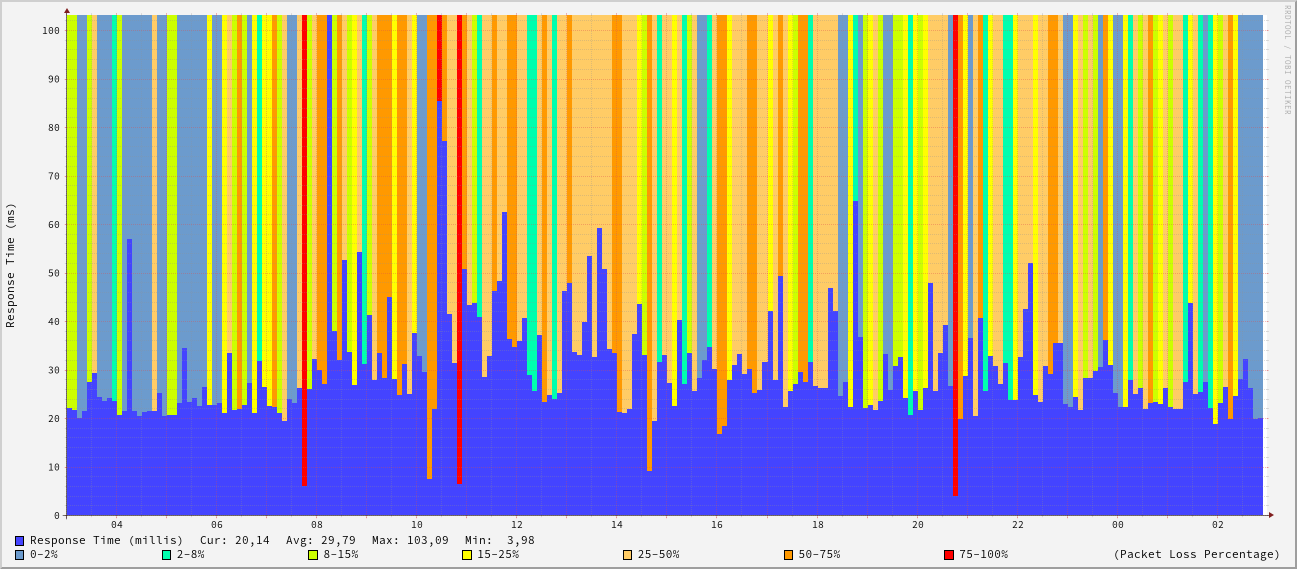 RRDTOOL / TOBI OETIKER
Response Time (ms)
100
90
80
70
60
50
40
30
20
10
0
04 06 08 10 12 14 16 18 20 22 00 02
Response Time (millis) Cur: 20,14 Avg: 29,79 Max: 103,09 Min: 3,98
0-2% 2-8% 8-15% 15-25% 25-50% 50-75% 75-100% (Packet Loss Percentage)